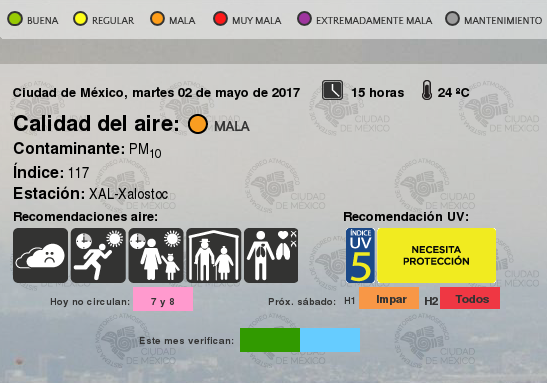 BUENA REGULAR MALA MUY MALA EXTREMADAMENTE MALA MANTENIMIENTO
Ciudad de México, martes 02 de mayo de 2017 15 horas 24 ºC
Calidad del aire: MALA
Contaminante: PM10
Índice: 117
Estación: XAL-Xalostoc
Recomendaciones aire: Recomendación UV:
ÍNDICE
UV
5
NECESITA
PROTECCIÓN
Hoy no circulan: 7 y 8 Próx. sábado: H1 Impar H2 Todos
Este mes verifican: